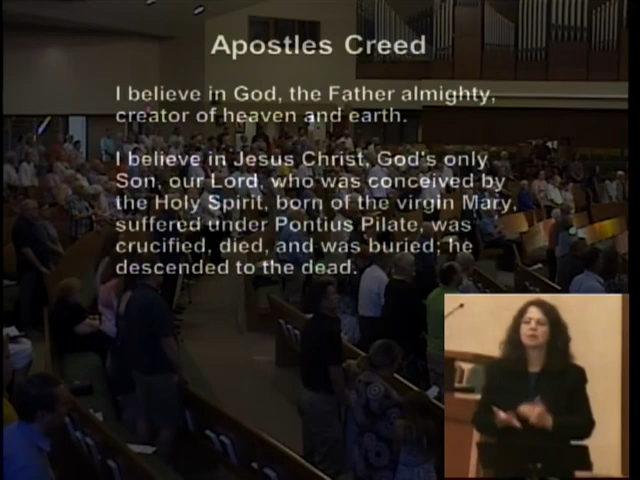 Apostles Creed
I believe in God, the Father almighty,
creator of heaven and earth.
I believe in Jesus Christ, God's only
Son, our Lord, who was conceived by
the Holy Spirit, born of the virgin Mary,
suffered under Pontius Pilate, was
crucified, died, and was buried; he
descended to the dead.